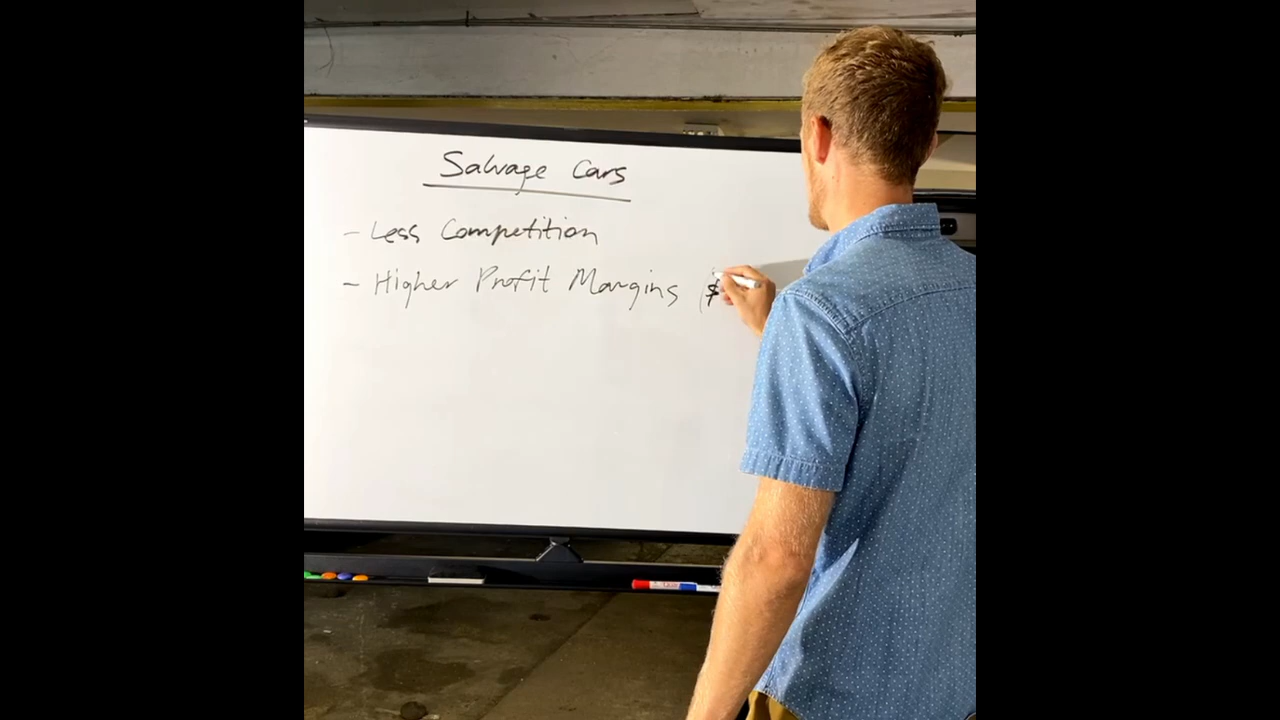 Salvage Cars
- Less Competition
- Higher Profit Margins ($